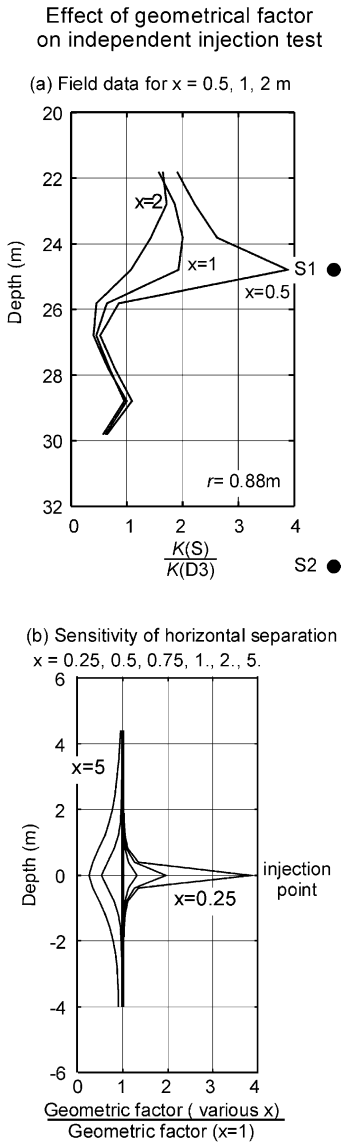 Effect of geometrical factor
on independent injection test
(a) Field data for x = 0.5, 1, 2 m
20
22
24
26
28
30
32
Depth (m)
x=2
x=1
x=0.5
S1
r= 0.88m
0 1 2 3 4
K(S)
K(D3)
S2
(b) Sensitivity of horizontal separation
x = 0.25, 0.5, 0.75, 1., 2., 5.
6
4
2
0
-2
-4
-6
Depth (m)
x=5
x=0.25
injection
point
0 1 2 3 4
Geometric factor ( various x)
Geometric factor (x=1)